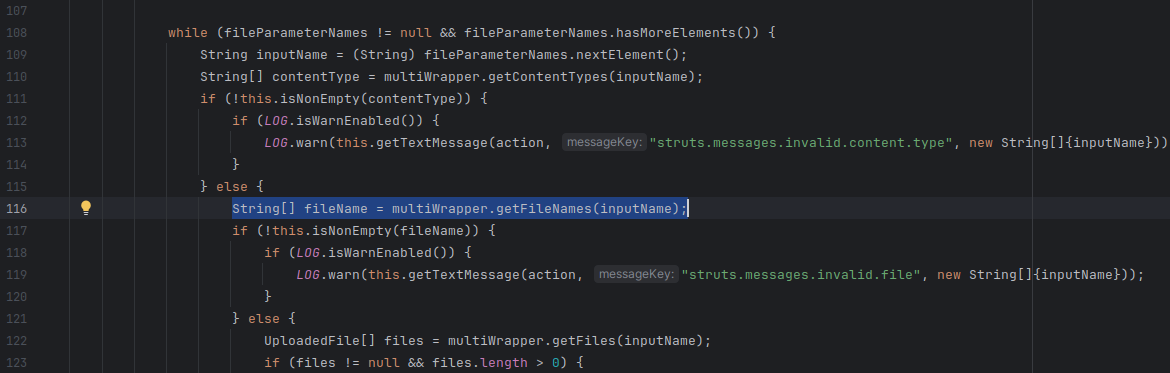 107
108 while (fileParameterNames != null && fileParameterNames.hasMoreElements()) {
109 String inputName = (String) fileParameterNames.nextElement();
110 String[] contentType = multiWrapper.getContentTypes(inputName);
111 if (!this.isNonEmpty(contentType)) {
112 if (LOG.isWarnEnabled()) {
113 LOG.warn(this.getTextMessage(action, messageKey: "struts.messages.invalid.content.type", new String[]{inputName}))
114 }
115 } else {
116 String[] fileName = multiWrapper.getFileNames(inputName);
117 if (!this.isNonEmpty(fileName)) {
118 if (LOG.isWarnEnabled()) {
119 LOG.warn(this.getTextMessage(action, messageKey: "struts.messages.invalid.file", new String[]{inputName}));
120 }
121 } else {
122 UploadedFile[] files = multiWrapper.getFiles(inputName);
123 if (files != null && files.length > 0) {